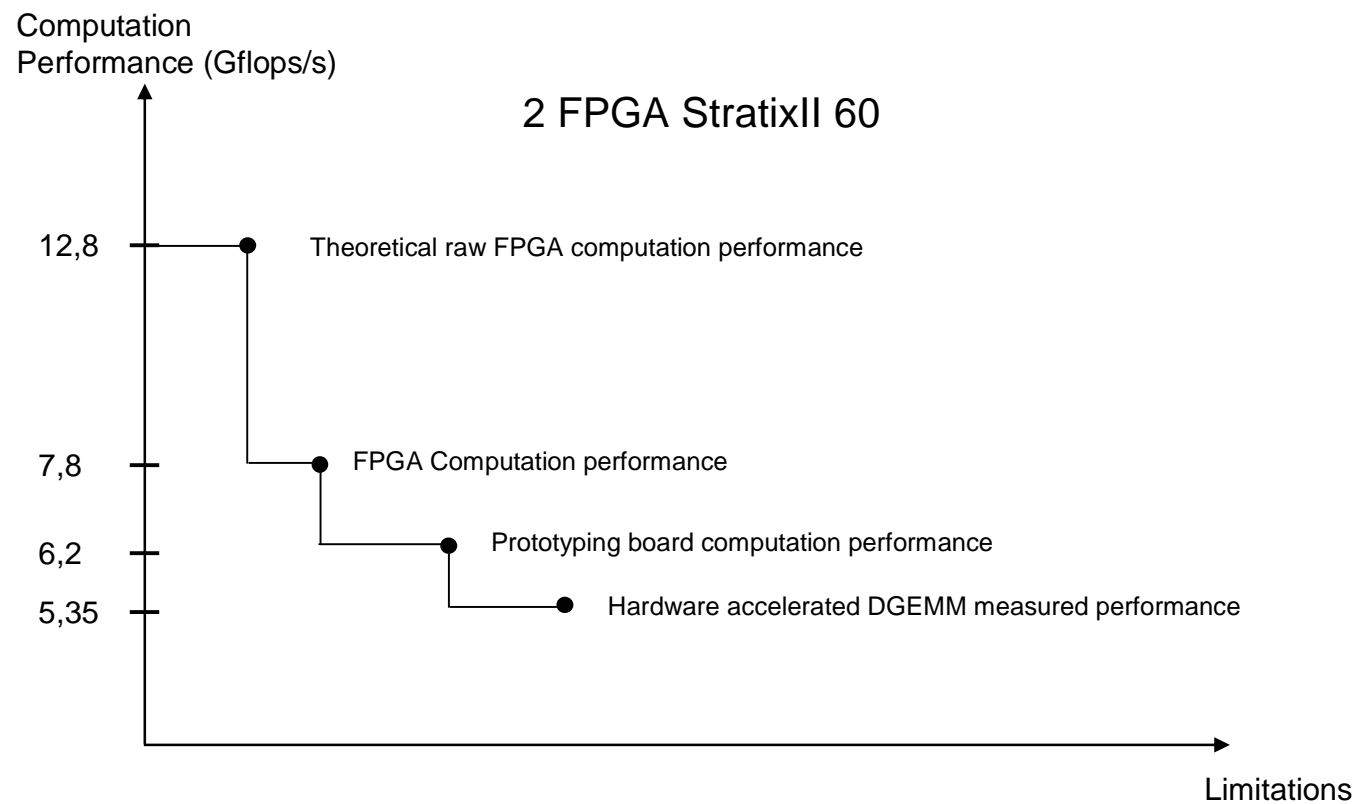 Computation
Performance (Gflops/s)
2 FPGA StratixII 60
12,8
Theoretical raw FPGA computation performance
7,8
FPGA Computation performance
6,2
Prototyping board computation performance
5,35
Hardware accelerated DGEMM measured performance
Limitations